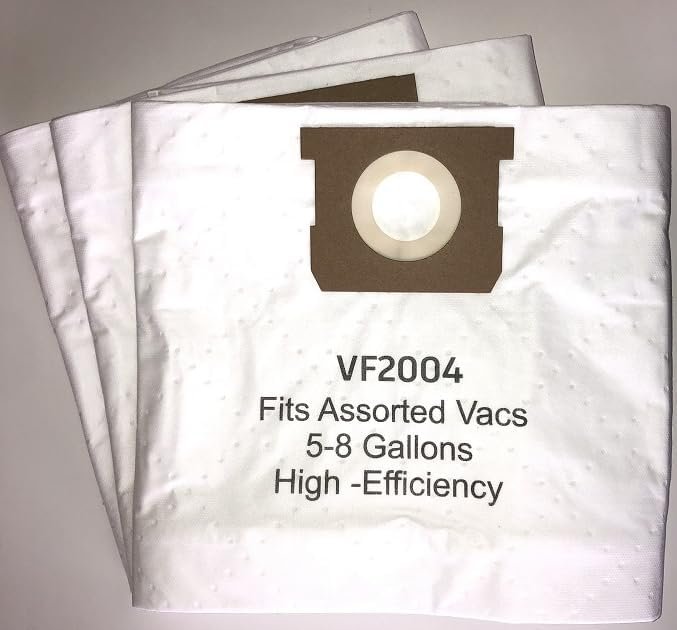 VF2004
Fits Assorted Vacs
5-8 Gallons
High -Efficiency